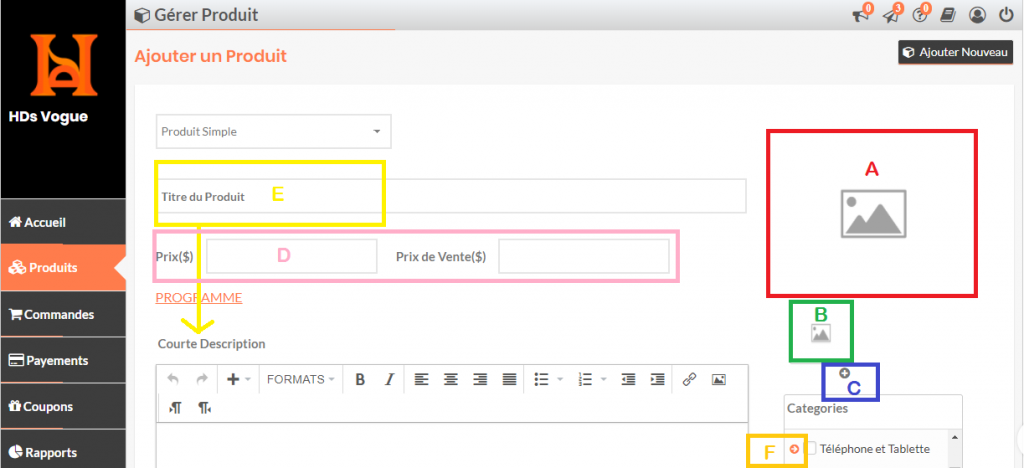 Gérer Produit
0
3
0
Ajouter un Produit
Ajouter Nouveau
HDs Vogue
Produit Simple
A
E
Titre du Produit
Accueil
Prix($)
D
Prix de Vente($)
Produits
PROGRAMME
B
Commandes
Courte Description
Payements
FORMATS
B
I
C
Coupons
Categories
Rapports
F
Téléphone et Tablette